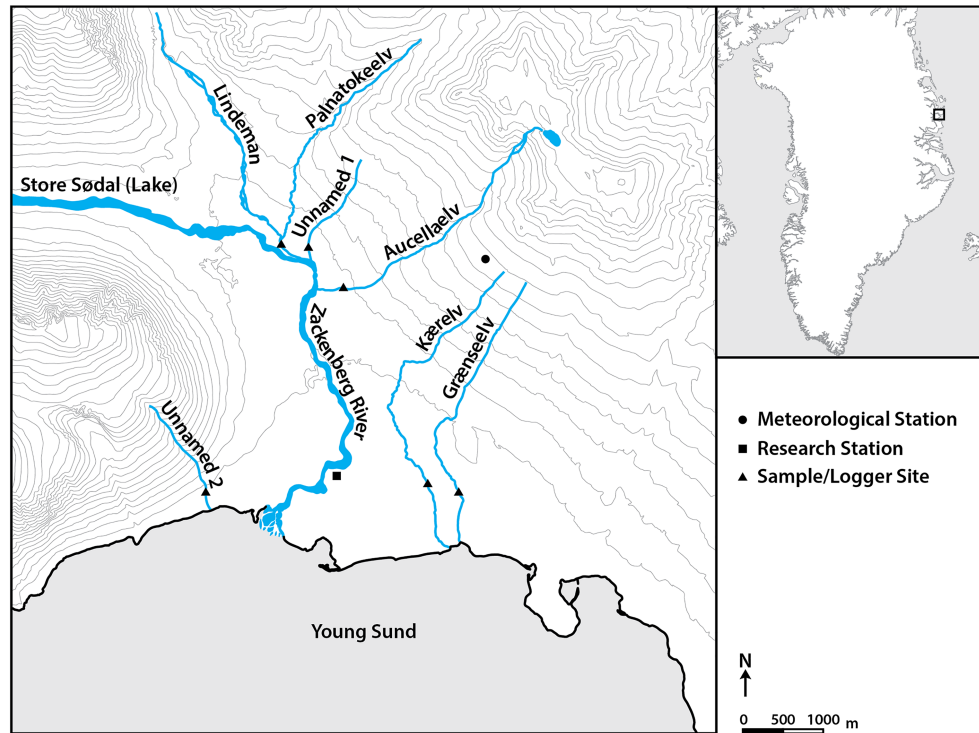 Lindeman
Palnatokeelv
Store Sødal (Lake)
Unnamed 1
Aucellaelv
Zackenberg River
Kærelv
Grænseelv
Unnamed 2
Young Sund
Meteorological Station
Research Station
Sample/Logger Site
N
0 500 1000 m